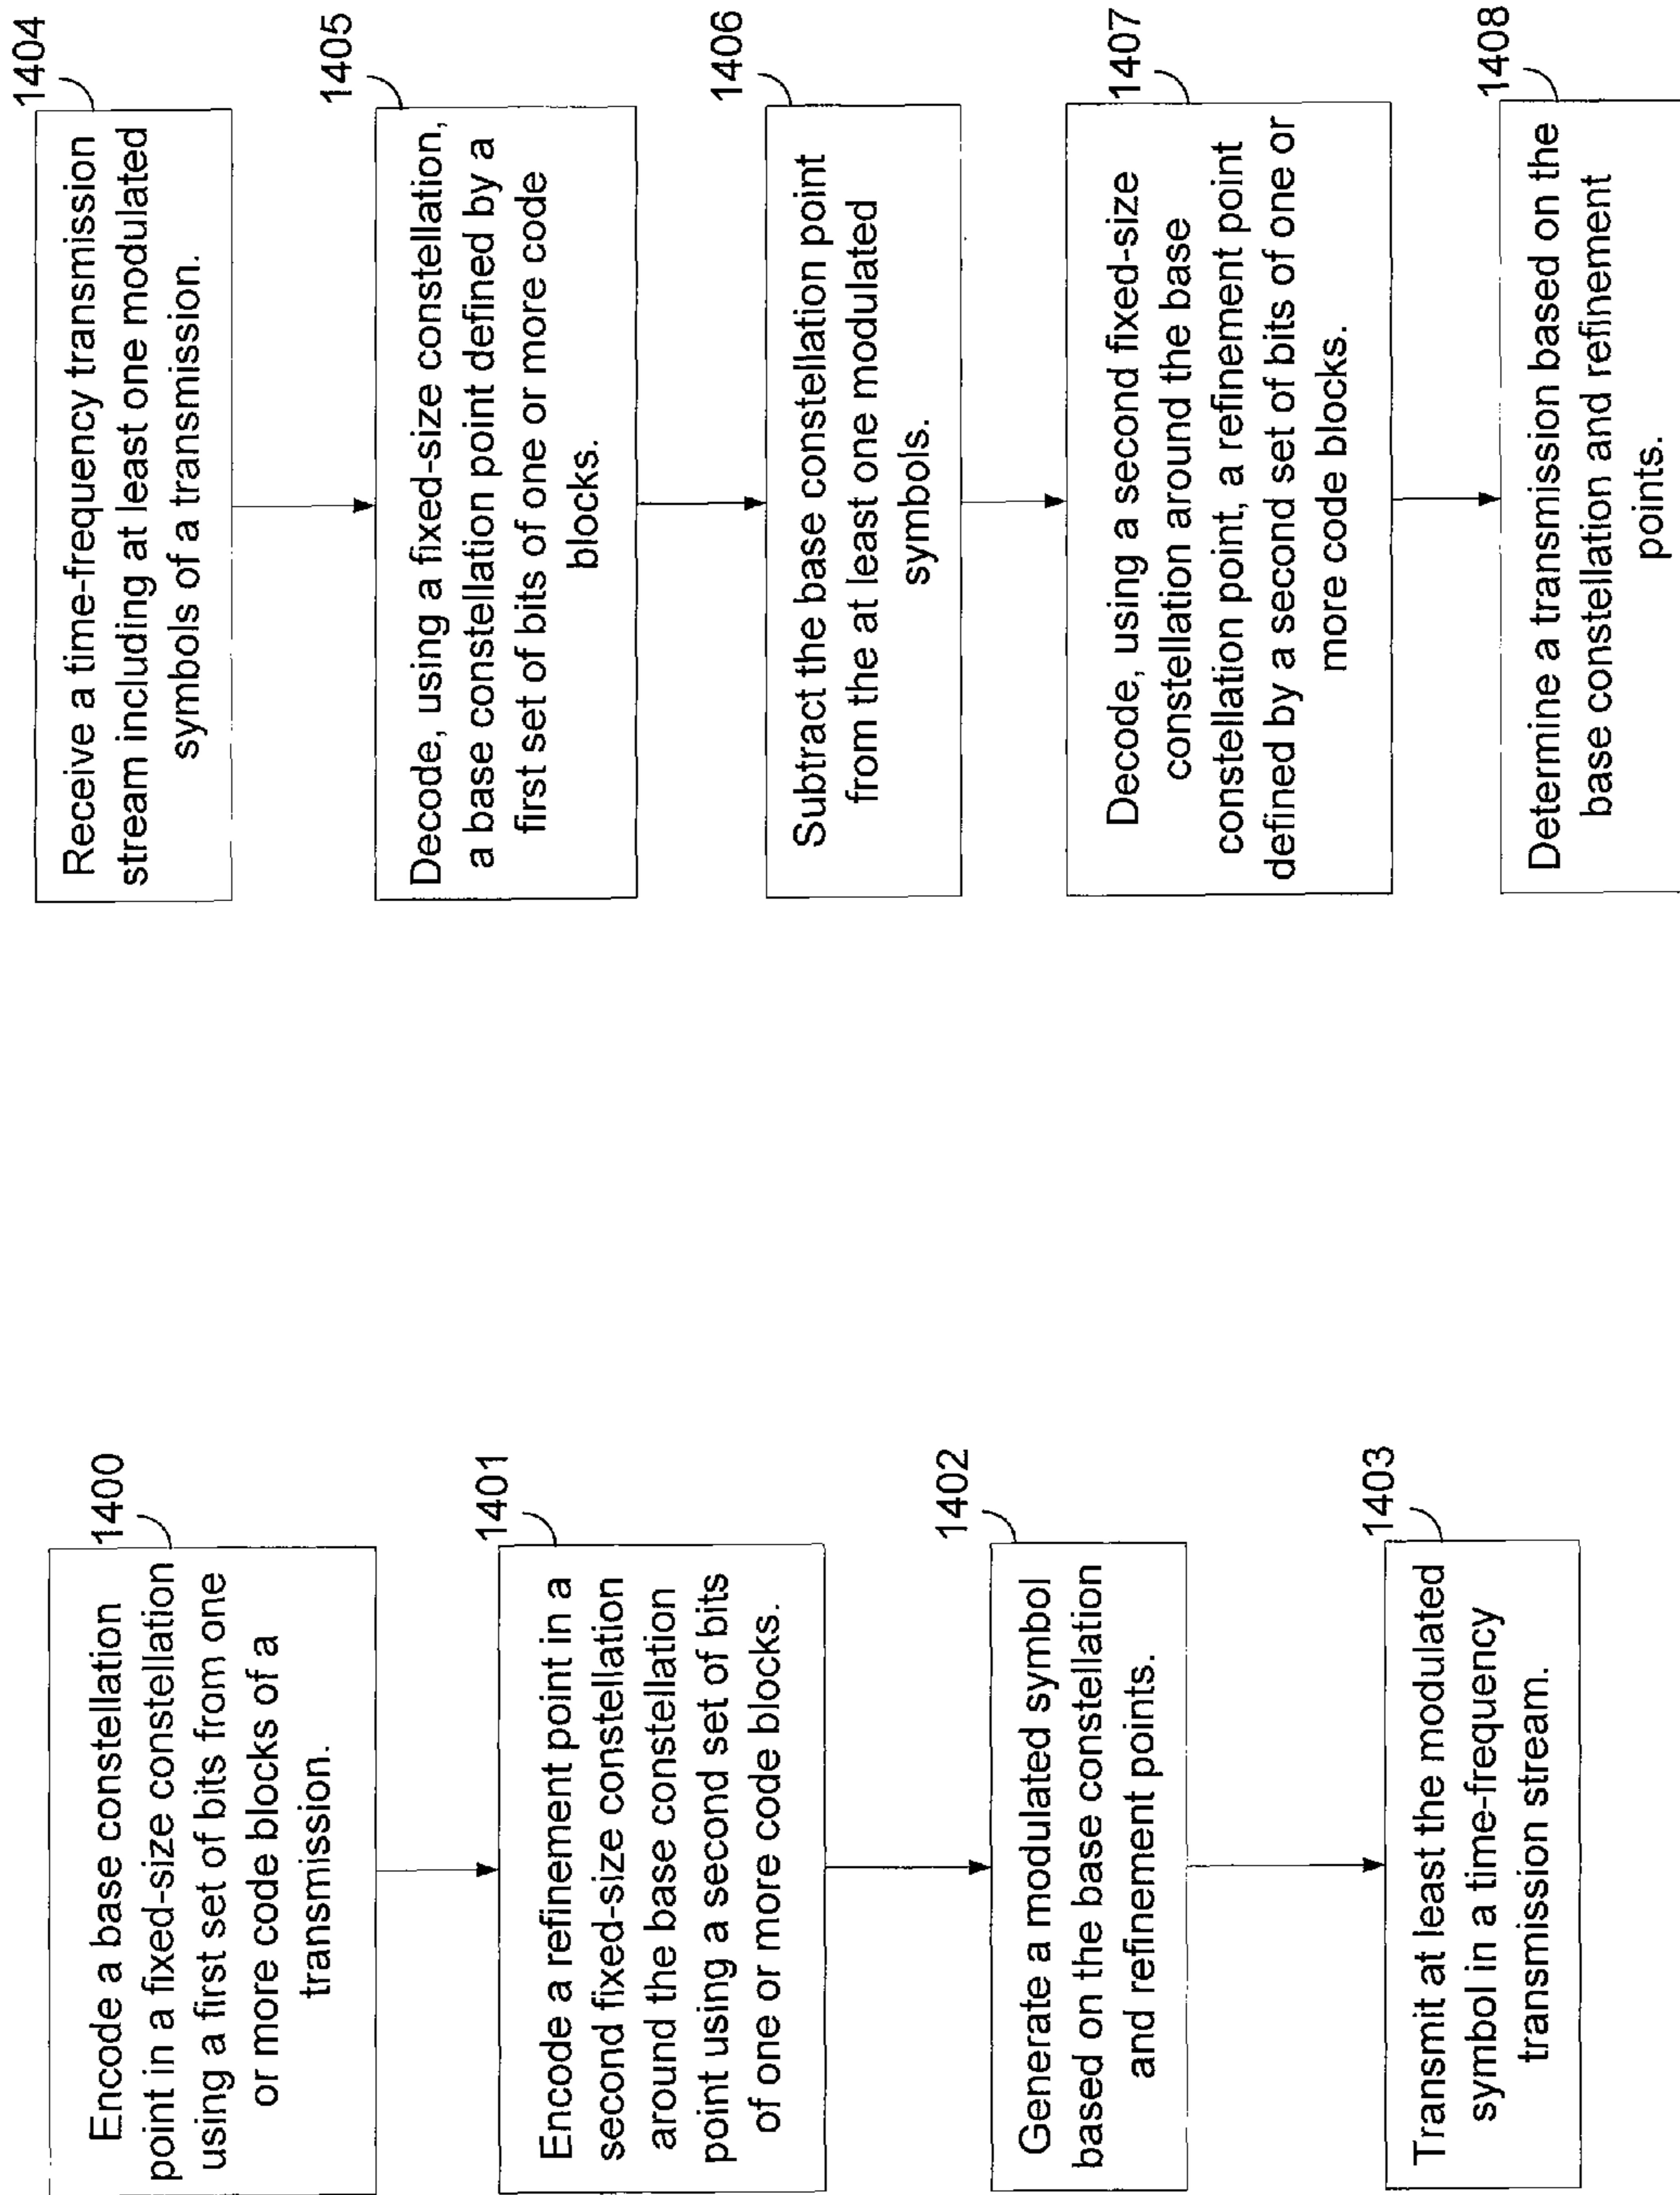 1400
Encode a base constellation
point in a fixed-size constellation
using a first set of bits from one
or more code blocks of a
transmission.
1401
Encode a refinement point in a
second fixed-size constellation
around the base constellation
point using a second set of bits
of one or more code blocks.
1402
Generate a modulated symbol
based on the base constellation
and refinement points.
1403
Transmit at least the modulated
symbol in a time-frequency
transmission stream.
1404
Receive a time-frequency transmission
stream including at least one modulated
symbols of a transmission.
1405
Decode, using a fixed-size constellation,
a base constellation point defined by a
first set of bits of one or more code
blocks.
1406
Subtract the base constellation point
from the at least one modulated
symbols.
1407
Decode, using a second fixed-size
constellation around the base
constellation point, a refinement point
defined by a second set of bits of one or
more code blocks.
1408
Determine a transmission based on the
base constellation and refinement
points.